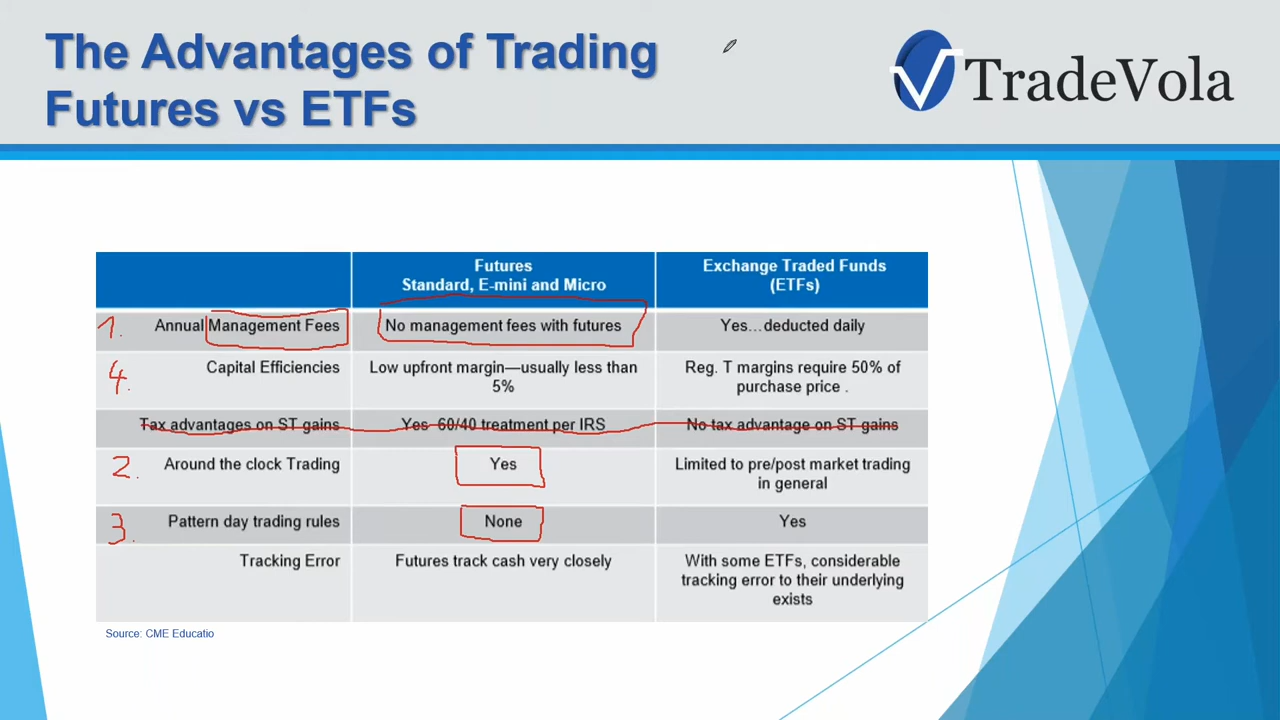 The Advantages of Trading
Futures vs ETFs
TradeVola
Futures
Standard, E-mini and Micro
Exchange Traded Funds
(ETFs)
1. Annual Management Fees
No management fees with futures
Yes...deducted daily
4. Capital Efficiencies
Low upfront margin—usually less than
5%
Reg. T margins require 50% of
purchase price .
Tax advantages on ST gains
Yes 60/40 treatment per IRS
No tax advantage on ST gains
2. Around the clock Trading
Yes
Limited to pre/post market trading
in general
3. Pattern day trading rules
None
Yes
Tracking Error
Futures track cash very closely
With some ETFs, considerable
tracking error to their underlying
exists
Source: CME Educatio